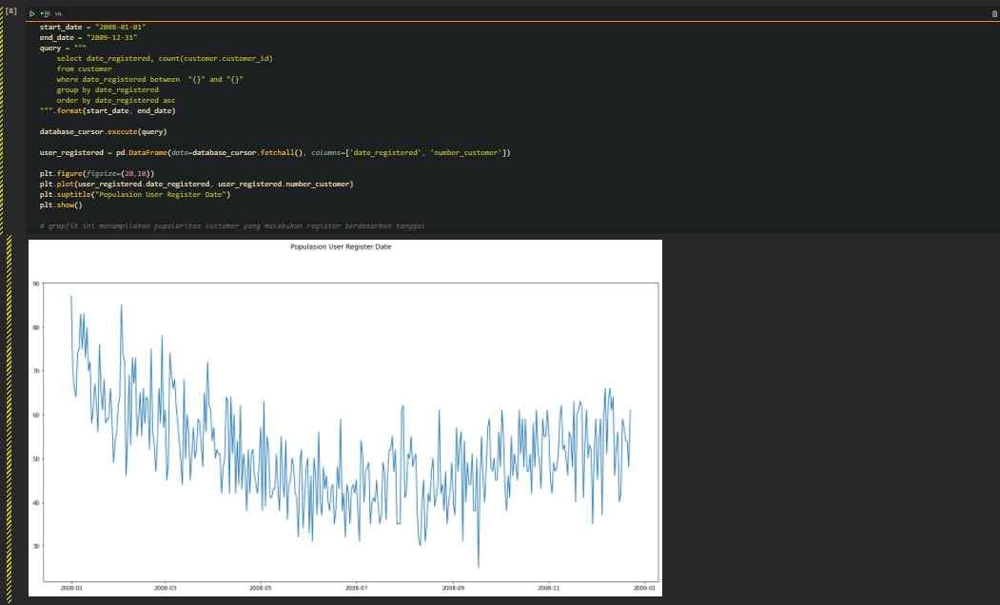 [8]
start_date = "2008-01-01"
end_date = "2009-12-31"
query = """
select date_registered, count(customer.customer_id)
from customer
where date_registered between  "{}" and "{}"
group by date_registered
order by date_registered asc
""".format(start_date, end_date)
database_cursor.execute(query)
user_registered = pd.DataFrame(data=database_cursor.fetchall(), columns=['date_registered', 'number_customer'])
plt.figure(figsize=(20,10))
plt.plot(user_registered.date_registered, user_registered.number_customer)
plt.suptitle("Populasion User Register Date")
plt.show()
# grapfik ini menampilakan pupolaritas customer yang malakukan register berdasarkan tanggal
Populasion User Register Date
90
80
70
60
50
40
30
2008-01 2008-03 2008-05 2008-07 2008-09 2008-11 2009-01